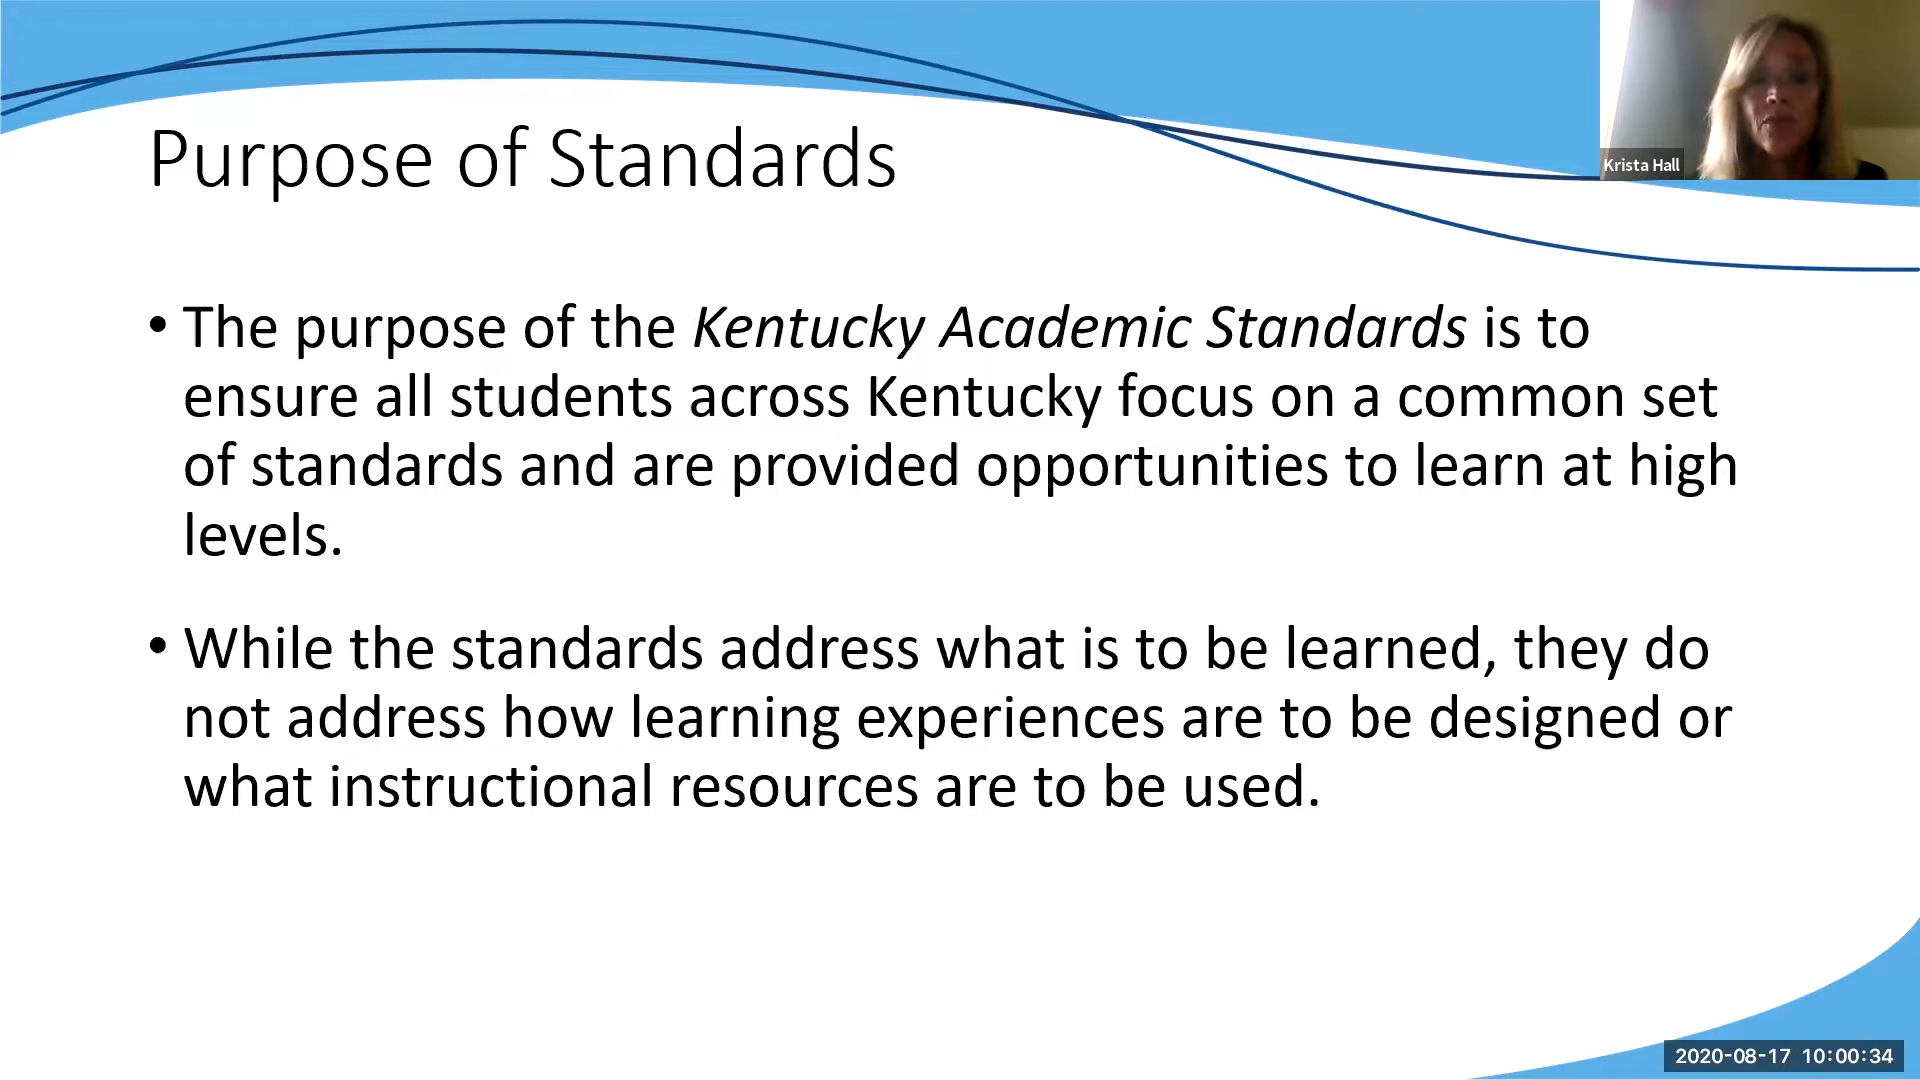 Krista Hall
Purpose of Standards
• The purpose of the Kentucky Academic Standards is to
ensure all students across Kentucky focus on a common set
of standards and are provided opportunities to learn at high
levels.
• While the standards address what is to be learned, they do
not address how learning experiences are to be designed or
what instructional resources are to be used.
2020-08-17 10:00:34